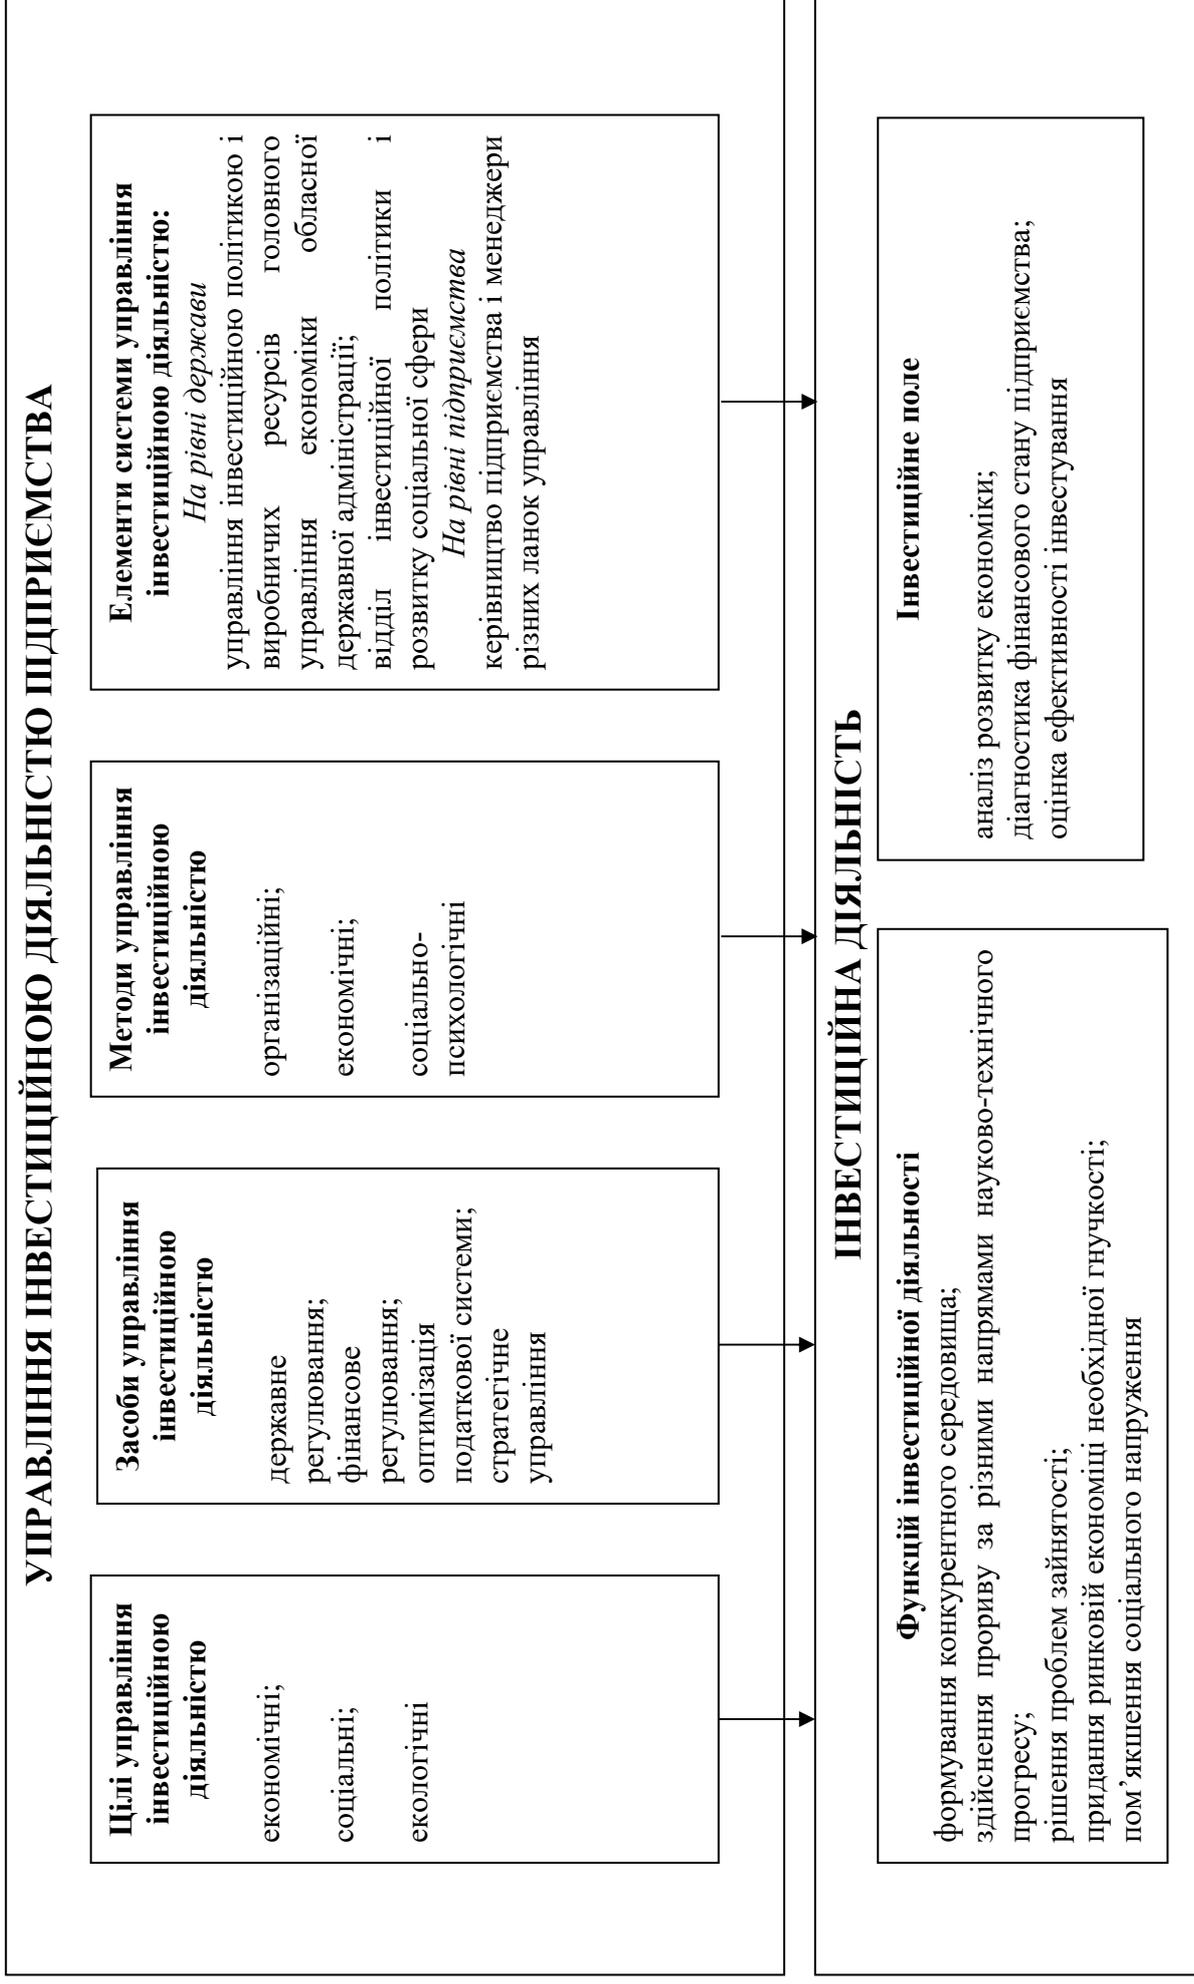 УПРАВЛІННЯ ІНВЕСТИЦІЙНОЮ ДІЯЛЬНІСТЮ ПІДПРИЄМСТВА
Цілі управління
інвестиційною
діяльністю
економічні;
соціальні;
екологічні
Засоби управління
інвестиційною
діяльністю
державне
регулювання;
фінансове
регулювання;
оптимізація
податкової системи;
стратегічне
управління
Методи управління
інвестиційною
діяльністю
організаційні;
економічні;
соціально-
психологічні
Елементи системи управління
інвестиційною діяльністю:
На рівні держави
управління інвестиційною політикою і
виробничих ресурсів головного
управління економіки обласної
державної адміністрації;
відділ інвестиційної політики і
розвитку соціальної сфери
На рівні підприємства
керівництво підприємства і менеджери
різних ланок управління
ІНВЕСТИЦІЙНА ДІЯЛЬНІСТЬ
Функцій інвестиційної діяльності
формування конкурентного середовища;
здійснення прориву за різними напрямами науково-технічного
прогресу;
рішення проблем зайнятості;
придання ринковій економіці необхідної гнучкості;
пом’якшення соціального напруження
Інвестиційне поле
аналіз розвитку економіки;
діагностика фінансового стану підприємства;
оцінка ефективності інвестування